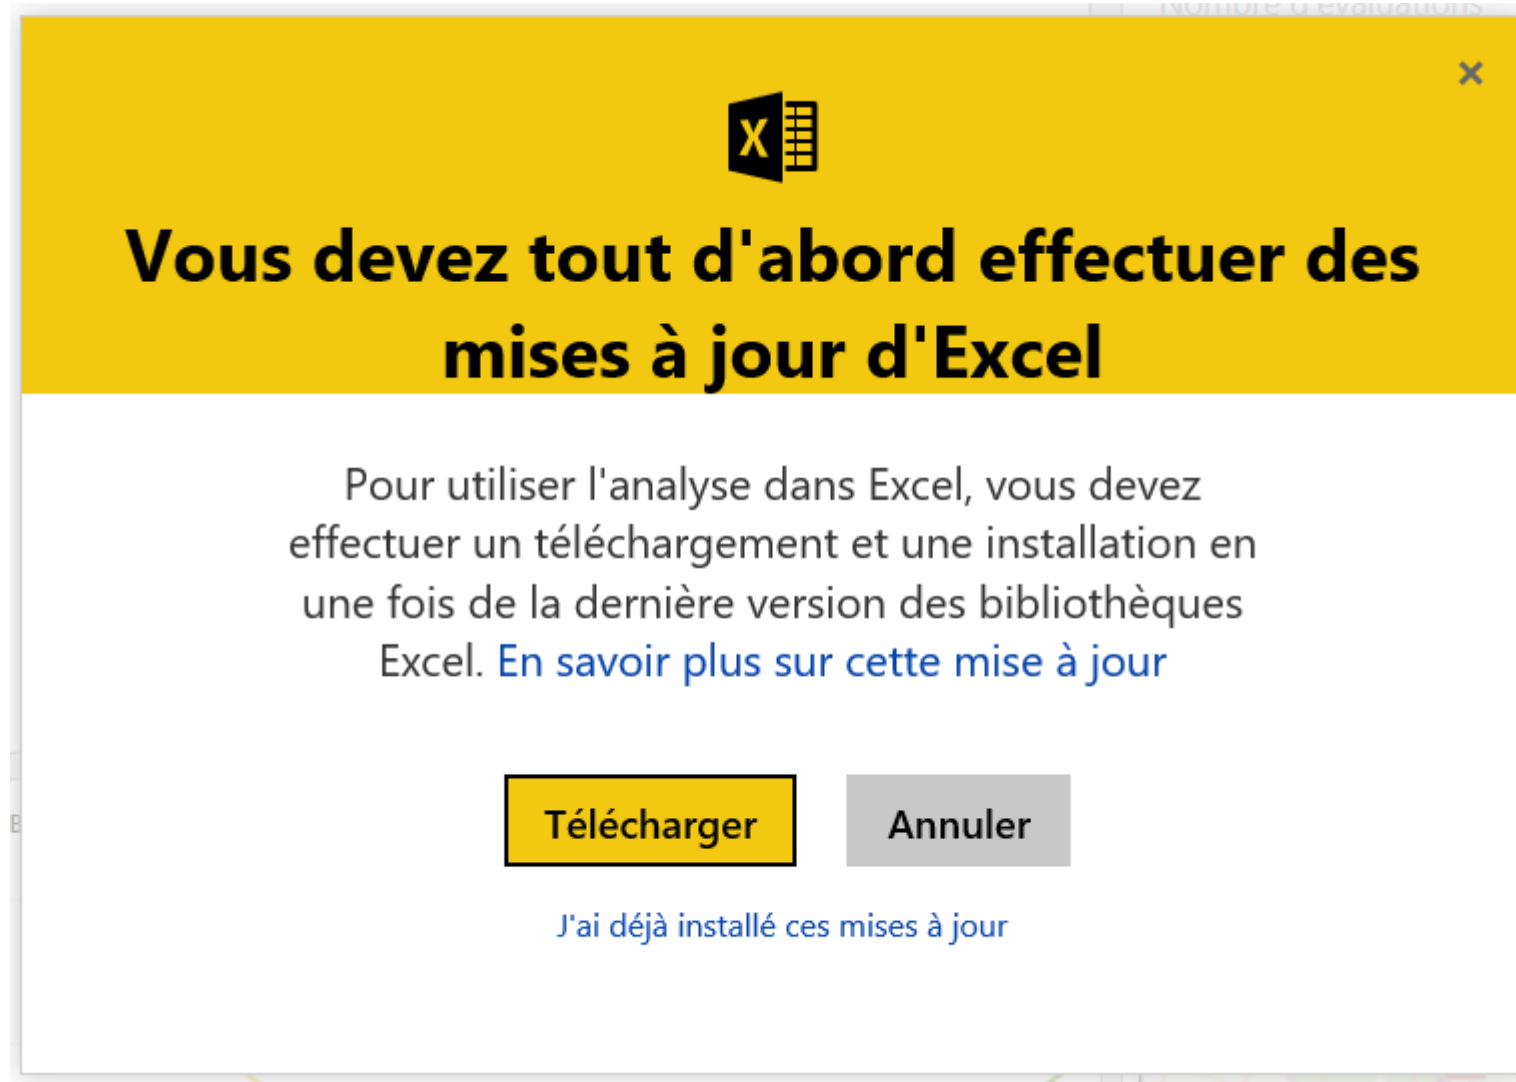 Nombre d'évaluations
×
X
Vous devez tout d'abord effectuer des
mises à jour d'Excel
Pour utiliser l'analyse dans Excel, vous devez
effectuer un téléchargement et une installation en
une fois de la dernière version des bibliothèques
Excel. En savoir plus sur cette mise à jour
Télécharger Annuler
J'ai déjà installé ces mises à jour